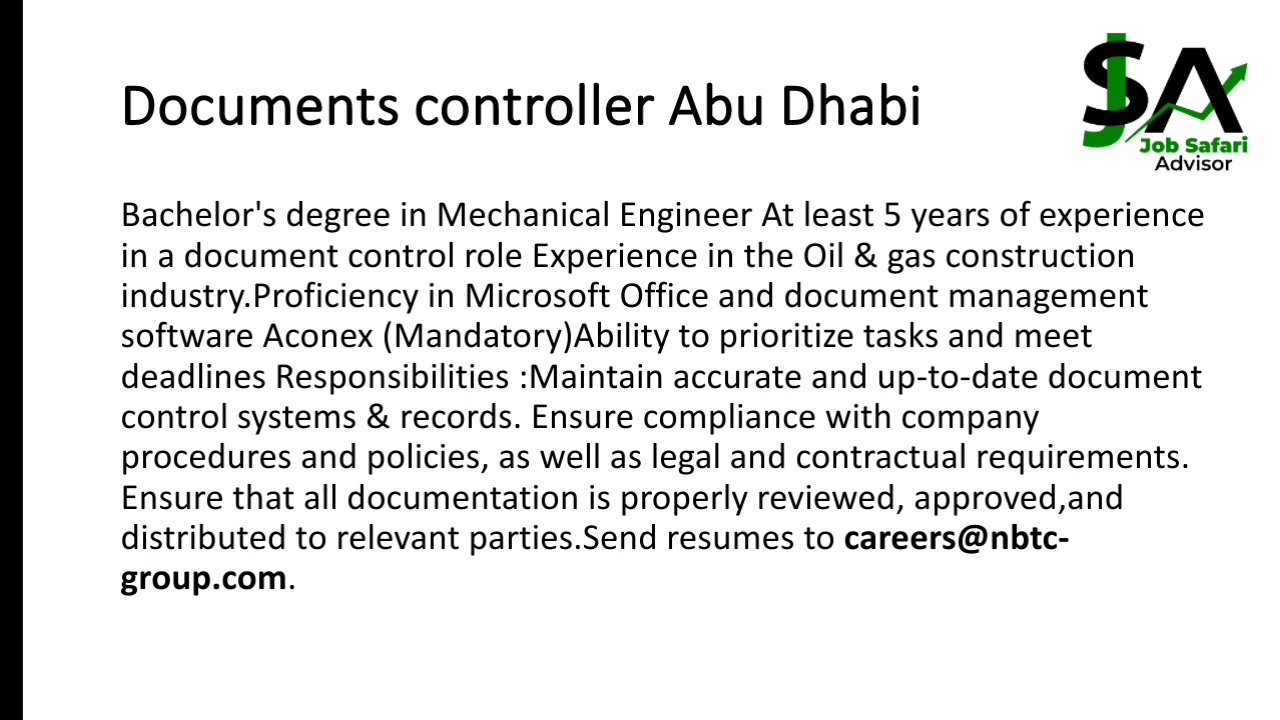 Documents controller Abu Dhabi
SJA
Job Safari
Advisor
Bachelor's degree in Mechanical Engineer At least 5 years of experience
in a document control role Experience in the Oil & gas construction
industry.Proficiency in Microsoft Office and document management
software Aconex (Mandatory)Ability to prioritize tasks and meet
deadlines Responsibilities :Maintain accurate and up-to-date document
control systems & records. Ensure compliance with company
procedures and policies, as well as legal and contractual requirements.
Ensure that all documentation is properly reviewed, approved,and
distributed to relevant parties.Send resumes to careers@nbtc-
group.com.